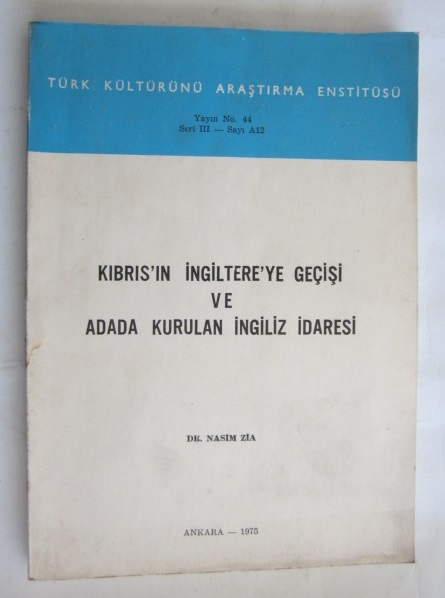 TÜRK KÜLTÜRÜNÜ ARAŞTIRMA ENSTİTÜSÜ
Yayın No. 44
Seri III — Sayı A12
KIBRIS'IN İNGİLTERE'YE GEÇİŞİ
VE
ADADA KURULAN İNGİLİZ İDARESİ
DR. NASİM ZİA
ANKARA — 1975